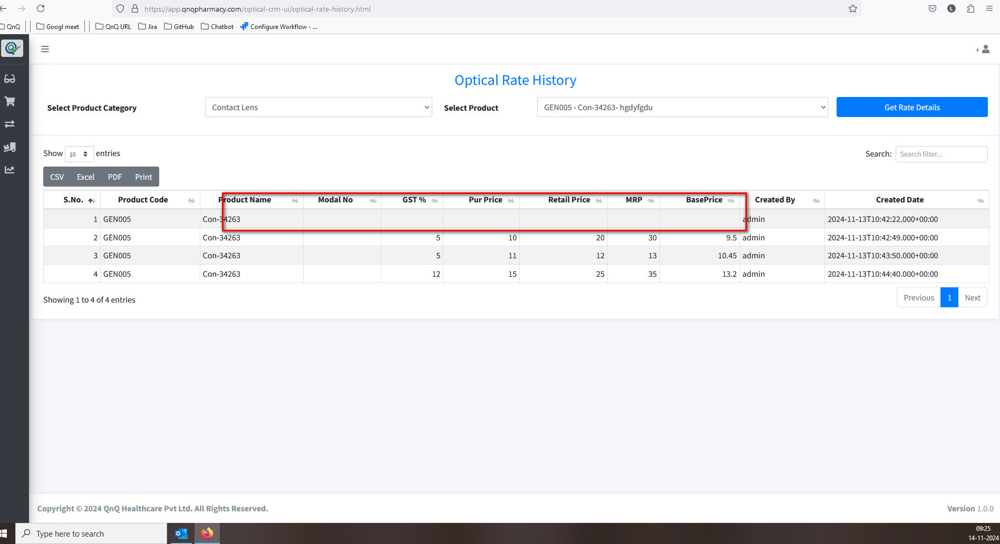 https://app.qnqpharmacy.com/optical-crm-ui/optical-rate-history.html
L
QnQ Googl meet QnQ URL Jira GitHub Chatbot Configure Workflow - ...
Optical Rate History
Select Product Category Contact Lens Select Product GEN005 - Con-34263- hgdyfgdu Get Rate Details
Show 10 entries Search: Search filter...
CSV Excel PDF Print
S.No. Product Code Product Name Modal No GST % Pur Price Retail Price MRP BasePrice Created By Created Date
1 GEN005 Con-34263 admin 2024-11-13T10:42:22.000+00:00
2 GEN005 Con-34263 5 10 20 30 9.5 admin 2024-11-13T10:42:49.000+00:00
3 GEN005 Con-34263 5 11 12 13 10.45 admin 2024-11-13T10:43:50.000+00:00
4 GEN005 Con-34263 12 15 25 35 13.2 admin 2024-11-13T10:44:40.000+00:00
Showing 1 to 4 of 4 entries Previous 1 Next
Copyright © 2024 QnQ Healthcare Pvt Ltd. All Rights Reserved. Version 1.0.0
Type here to search
09:25
14-11-2024